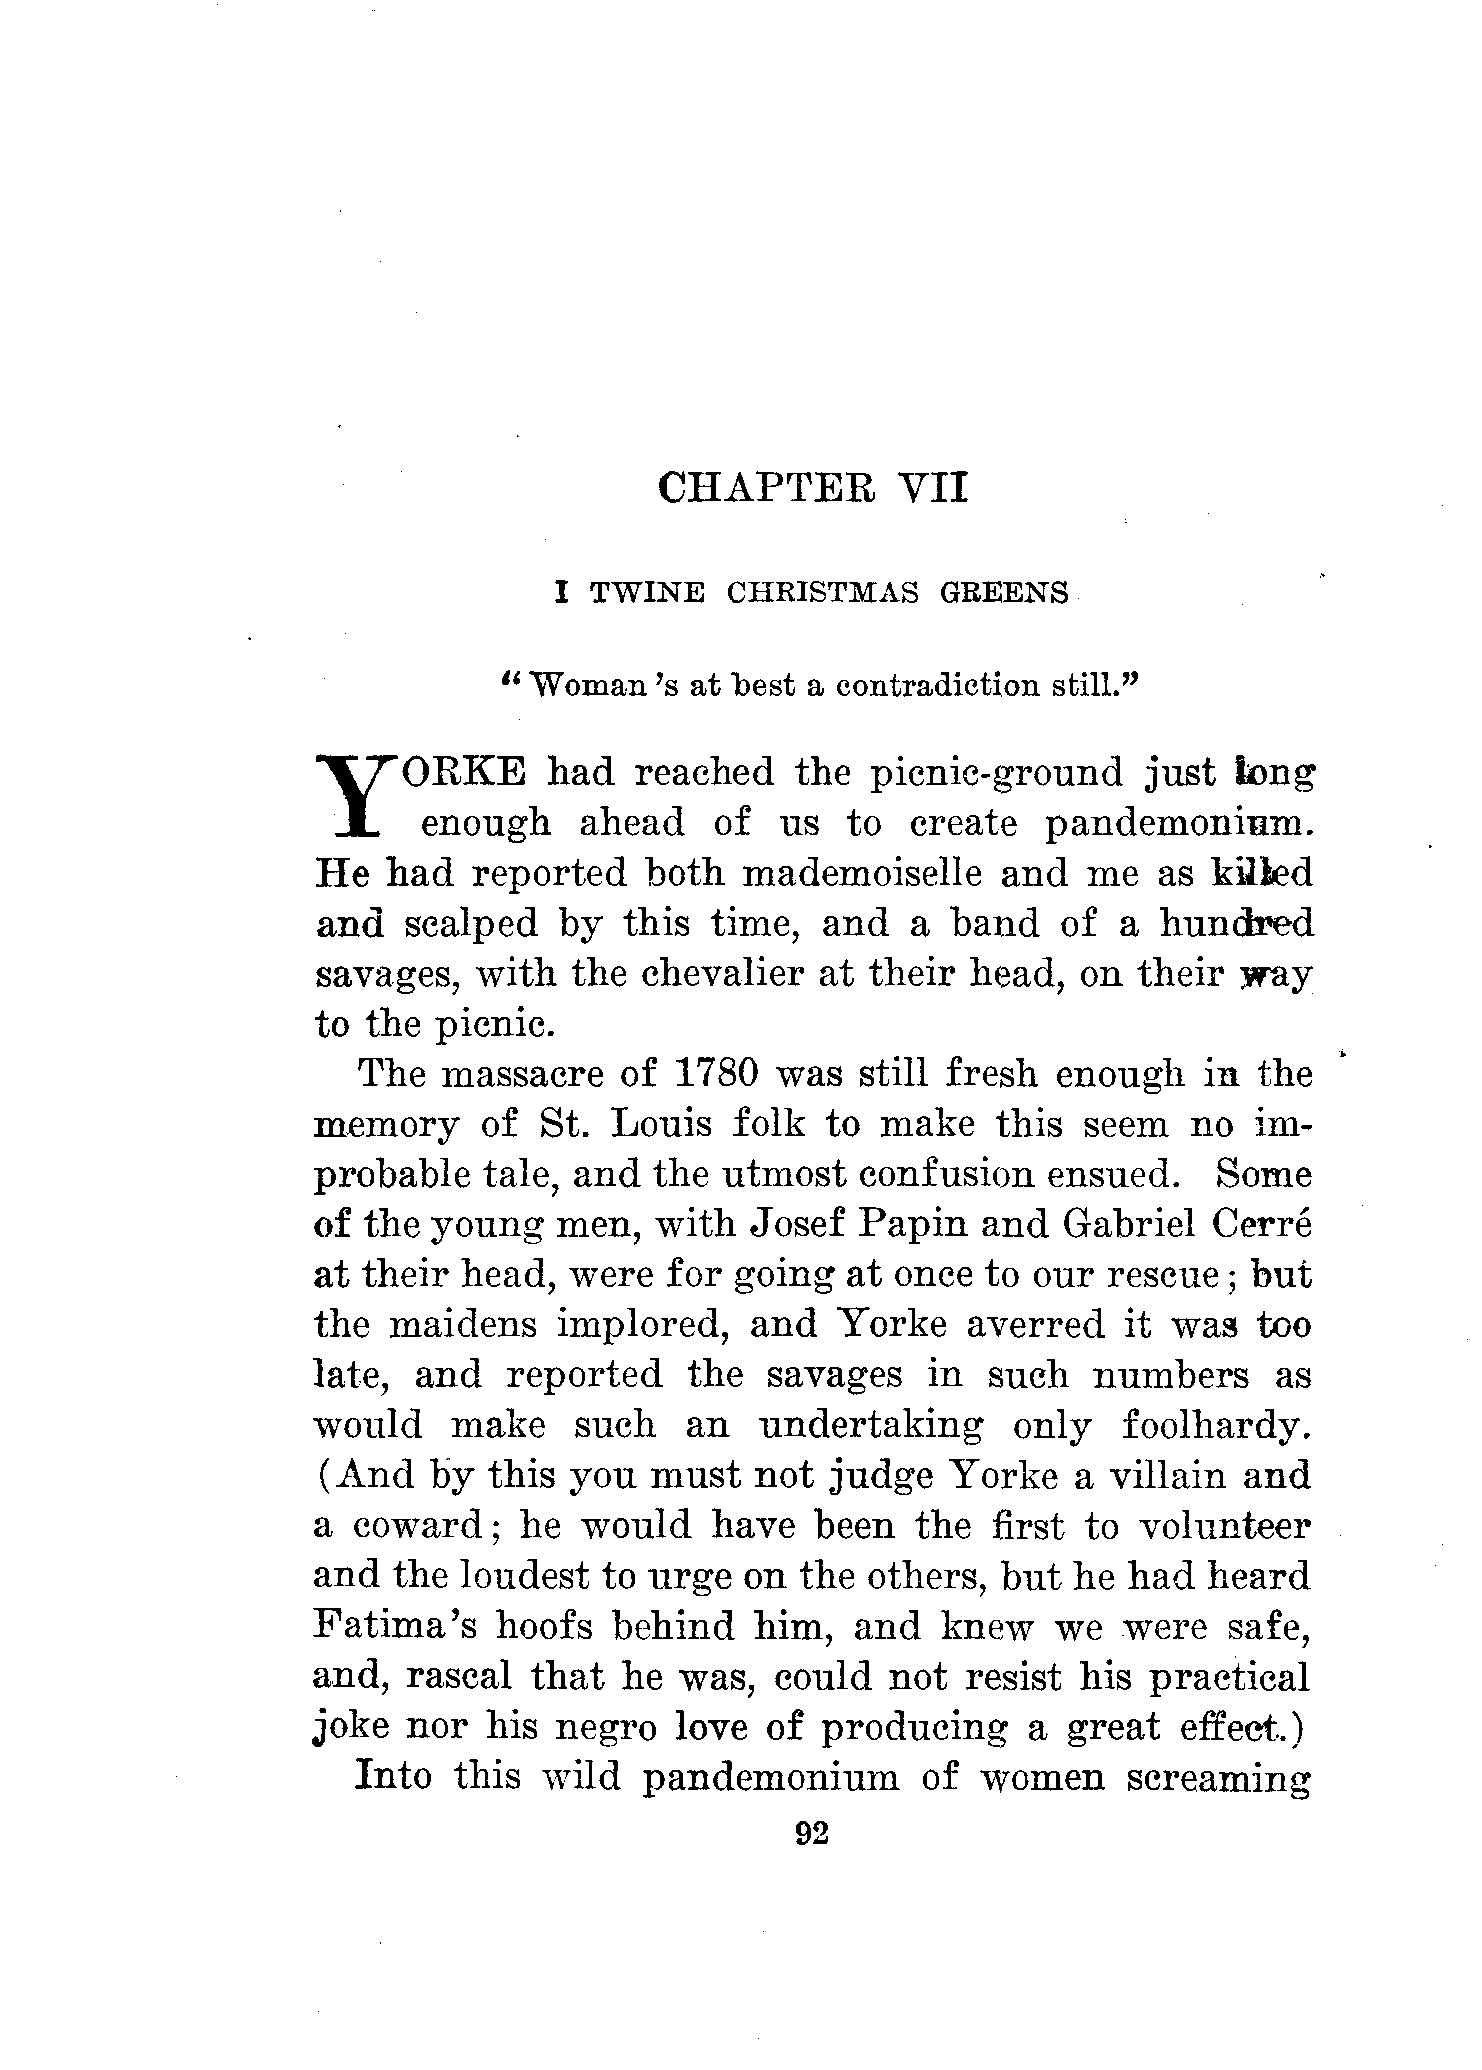 CHAPTER VII
I TWINE CHRISTMAS GREENS
“Woman 's at best a contradiction still.”
YORKE had reached the picnic-ground just long
enough ahead of us to create pandemonium.
He had reported both mademoiselle and me as killed
and scalped by this time, and a band of a hundred
savages, with the chevalier at their head, on their way
to the picnic.
The massacre of 1780 was still fresh enough in the
memory of St. Louis folk to make this seem no im-
probable tale, and the utmost confusion ensued. Some
of the young men, with Josef Papin and Gabriel Cerré
at their head, were for going at once to our rescue; but
the maidens implored, and Yorke averred it was too
late, and reported the savages in such numbers as
would make such an undertaking only foolhardy.
(And by this you must not judge Yorke a villain and
a coward; he would have been the first to volunteer
and the loudest to urge on the others, but he had heard
Fatima's hoofs behind him, and knew we were safe,
and, rascal that he was, could not resist his practical
joke nor his negro love of producing a great effect.)
Into this wild pandemonium of women screaming
92